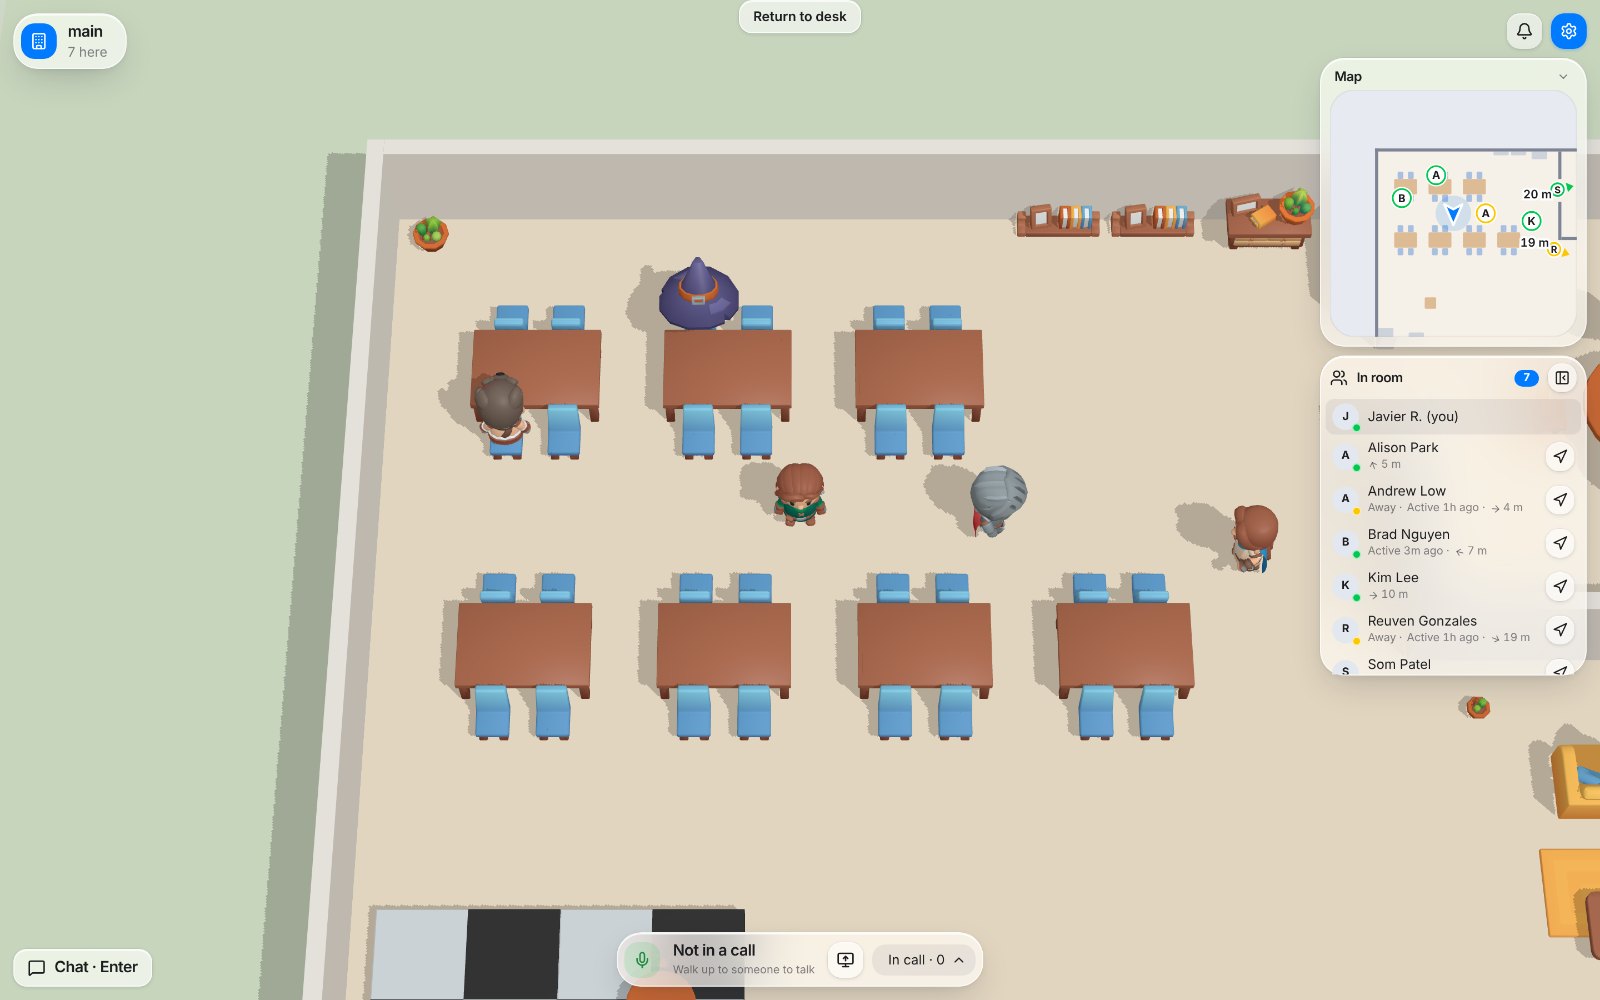 main
7 here
Return to desk
Map
A
B
A
20 m
S
K
19 m
R
In room
7
J
Javier R. (you)
A
Alison Park
↖ 5 m
A
Andrew Low
Away · Active 1h ago · → 4 m
B
Brad Nguyen
Active 3m ago · ← 7 m
K
Kim Lee
→ 10 m
R
Reuven Gonzales
Away · Active 1h ago · ↘ 19 m
S
Som Patel
Chat · Enter
Not in a call
Walk up to someone to talk
In call · 0